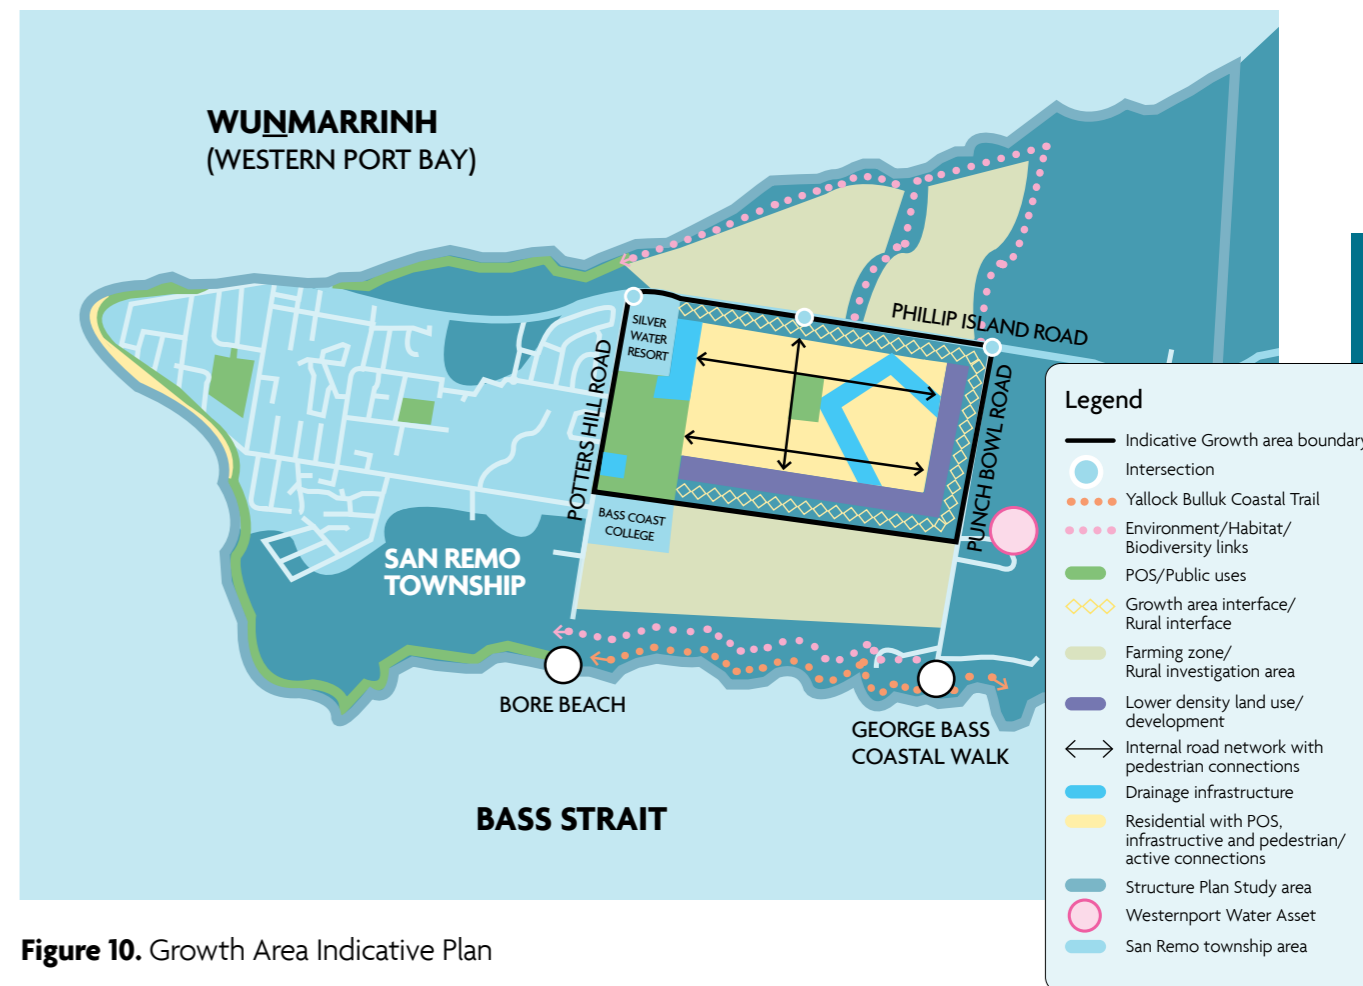 WUNMARRINH
(WESTERN PORT BAY)
PHILLIP ISLAND ROAD
SILVER
WATER
RESORT
POTTERS HILL ROAD
PUNCH BOWL ROAD
BASS COAST
COLLEGE
SAN REMO
TOWNSHIP
BORE BEACH
GEORGE BASS
COASTAL WALK
BASS STRAIT
Legend
Indicative Growth area boundary
Intersection
Yallock Bulluk Coastal Trail
Environment/Habitat/
Biodiversity links
POS/Public uses
Growth area interface/
Rural interface
Farming zone/
Rural investigation area
Lower density land use/
development
Internal road network with
pedestrian connections
Drainage infrastructure
Residential with POS,
infrastructive and pedestrian/
active connections
Structure Plan Study area
Westernport Water Asset
San Remo township area
Figure 10. Growth Area Indicative Plan